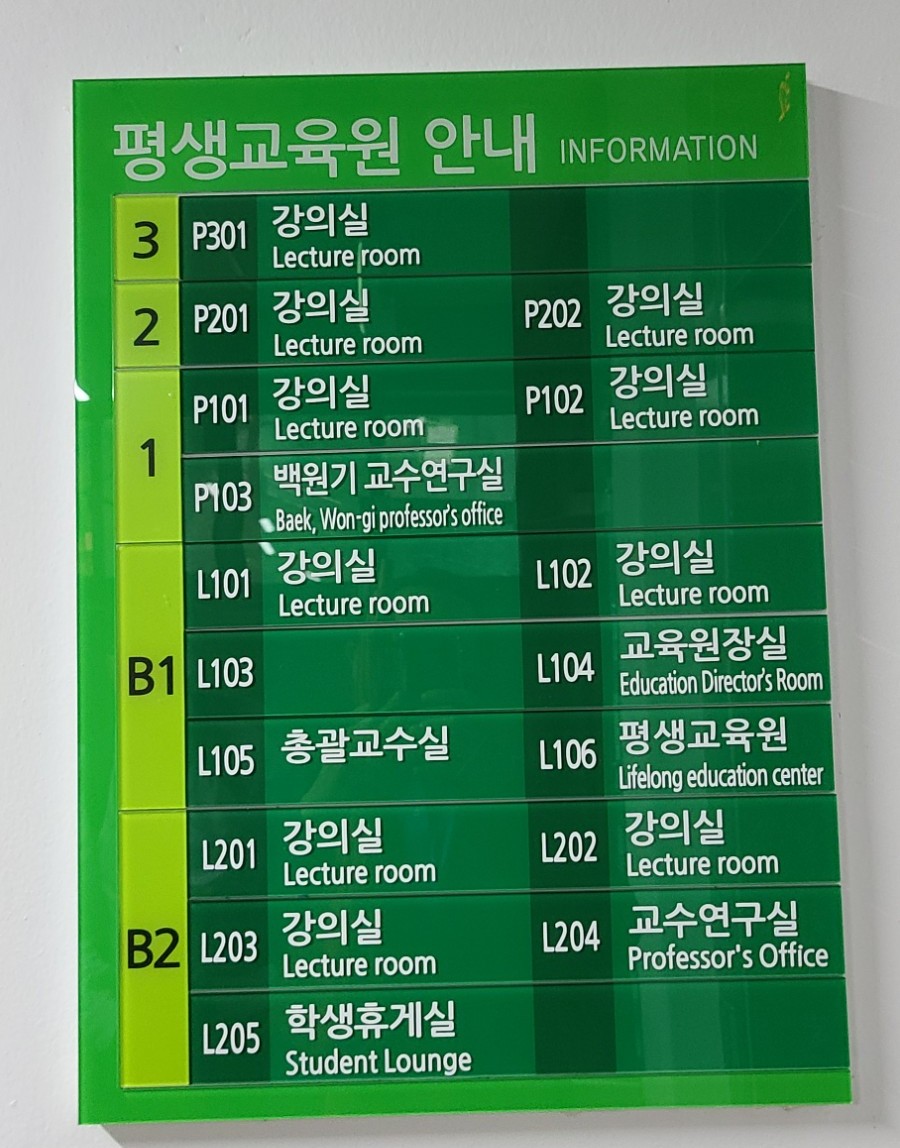 평생교육원 안내 INFORMATION
3 P301 강의실
Lecture room
2 P201 강의실 P202 강의실
Lecture room Lecture room
1 P101 강의실 P102 강의실
Lecture room Lecture room
P103 백원기 교수연구실
Baek, Won-gi professor's office
B1 L101 강의실 L102 강의실
Lecture room Lecture room
L103 L104 교육원장실
Education Director's Room
L105 총괄교수실 L106 평생교육원
Lifelong education center
B2 L201 강의실 L202 강의실
Lecture room Lecture room
L203 강의실 L204 교수연구실
Lecture room Professor's Office
L205 학생휴게실
Student Lounge